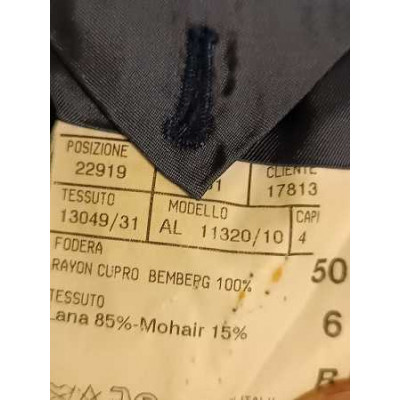 POSIZIONE CLIENTE
22919 31 17813
TESSUTO MODELLO CAPI
13049/31 AL 11320/10 4
FODERA
RAYON CUPRO BEMBERG 100% 50
TESSUTO 6
Lana 85%-Mohair 15%
R